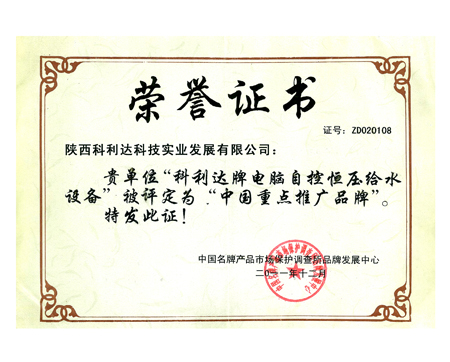 荣誉证书
证号：ZD020108
陕西科利达科技实业发展有限公司：
贵单位“科利达牌电脑自控恒压给水
设备”被评定为“中国重点推广品牌”。
特发此证！
中国名牌产品市场保护调查所品牌发展中心
二〇一一年十二月